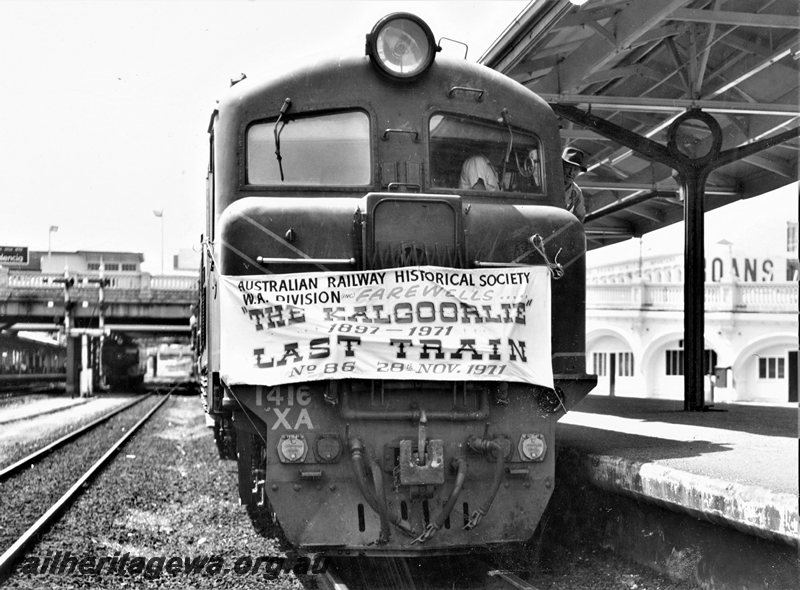 AUSTRALIAN RAILWAY HISTORICAL SOCIETY
W.A. DIVISION (INC) FAREWELLS...
"THE KALGOORLIE"
1897-1971
LAST TRAIN
No 86 28th NOV. 1971
1416
XA
OANS
railheritagewa.org.au